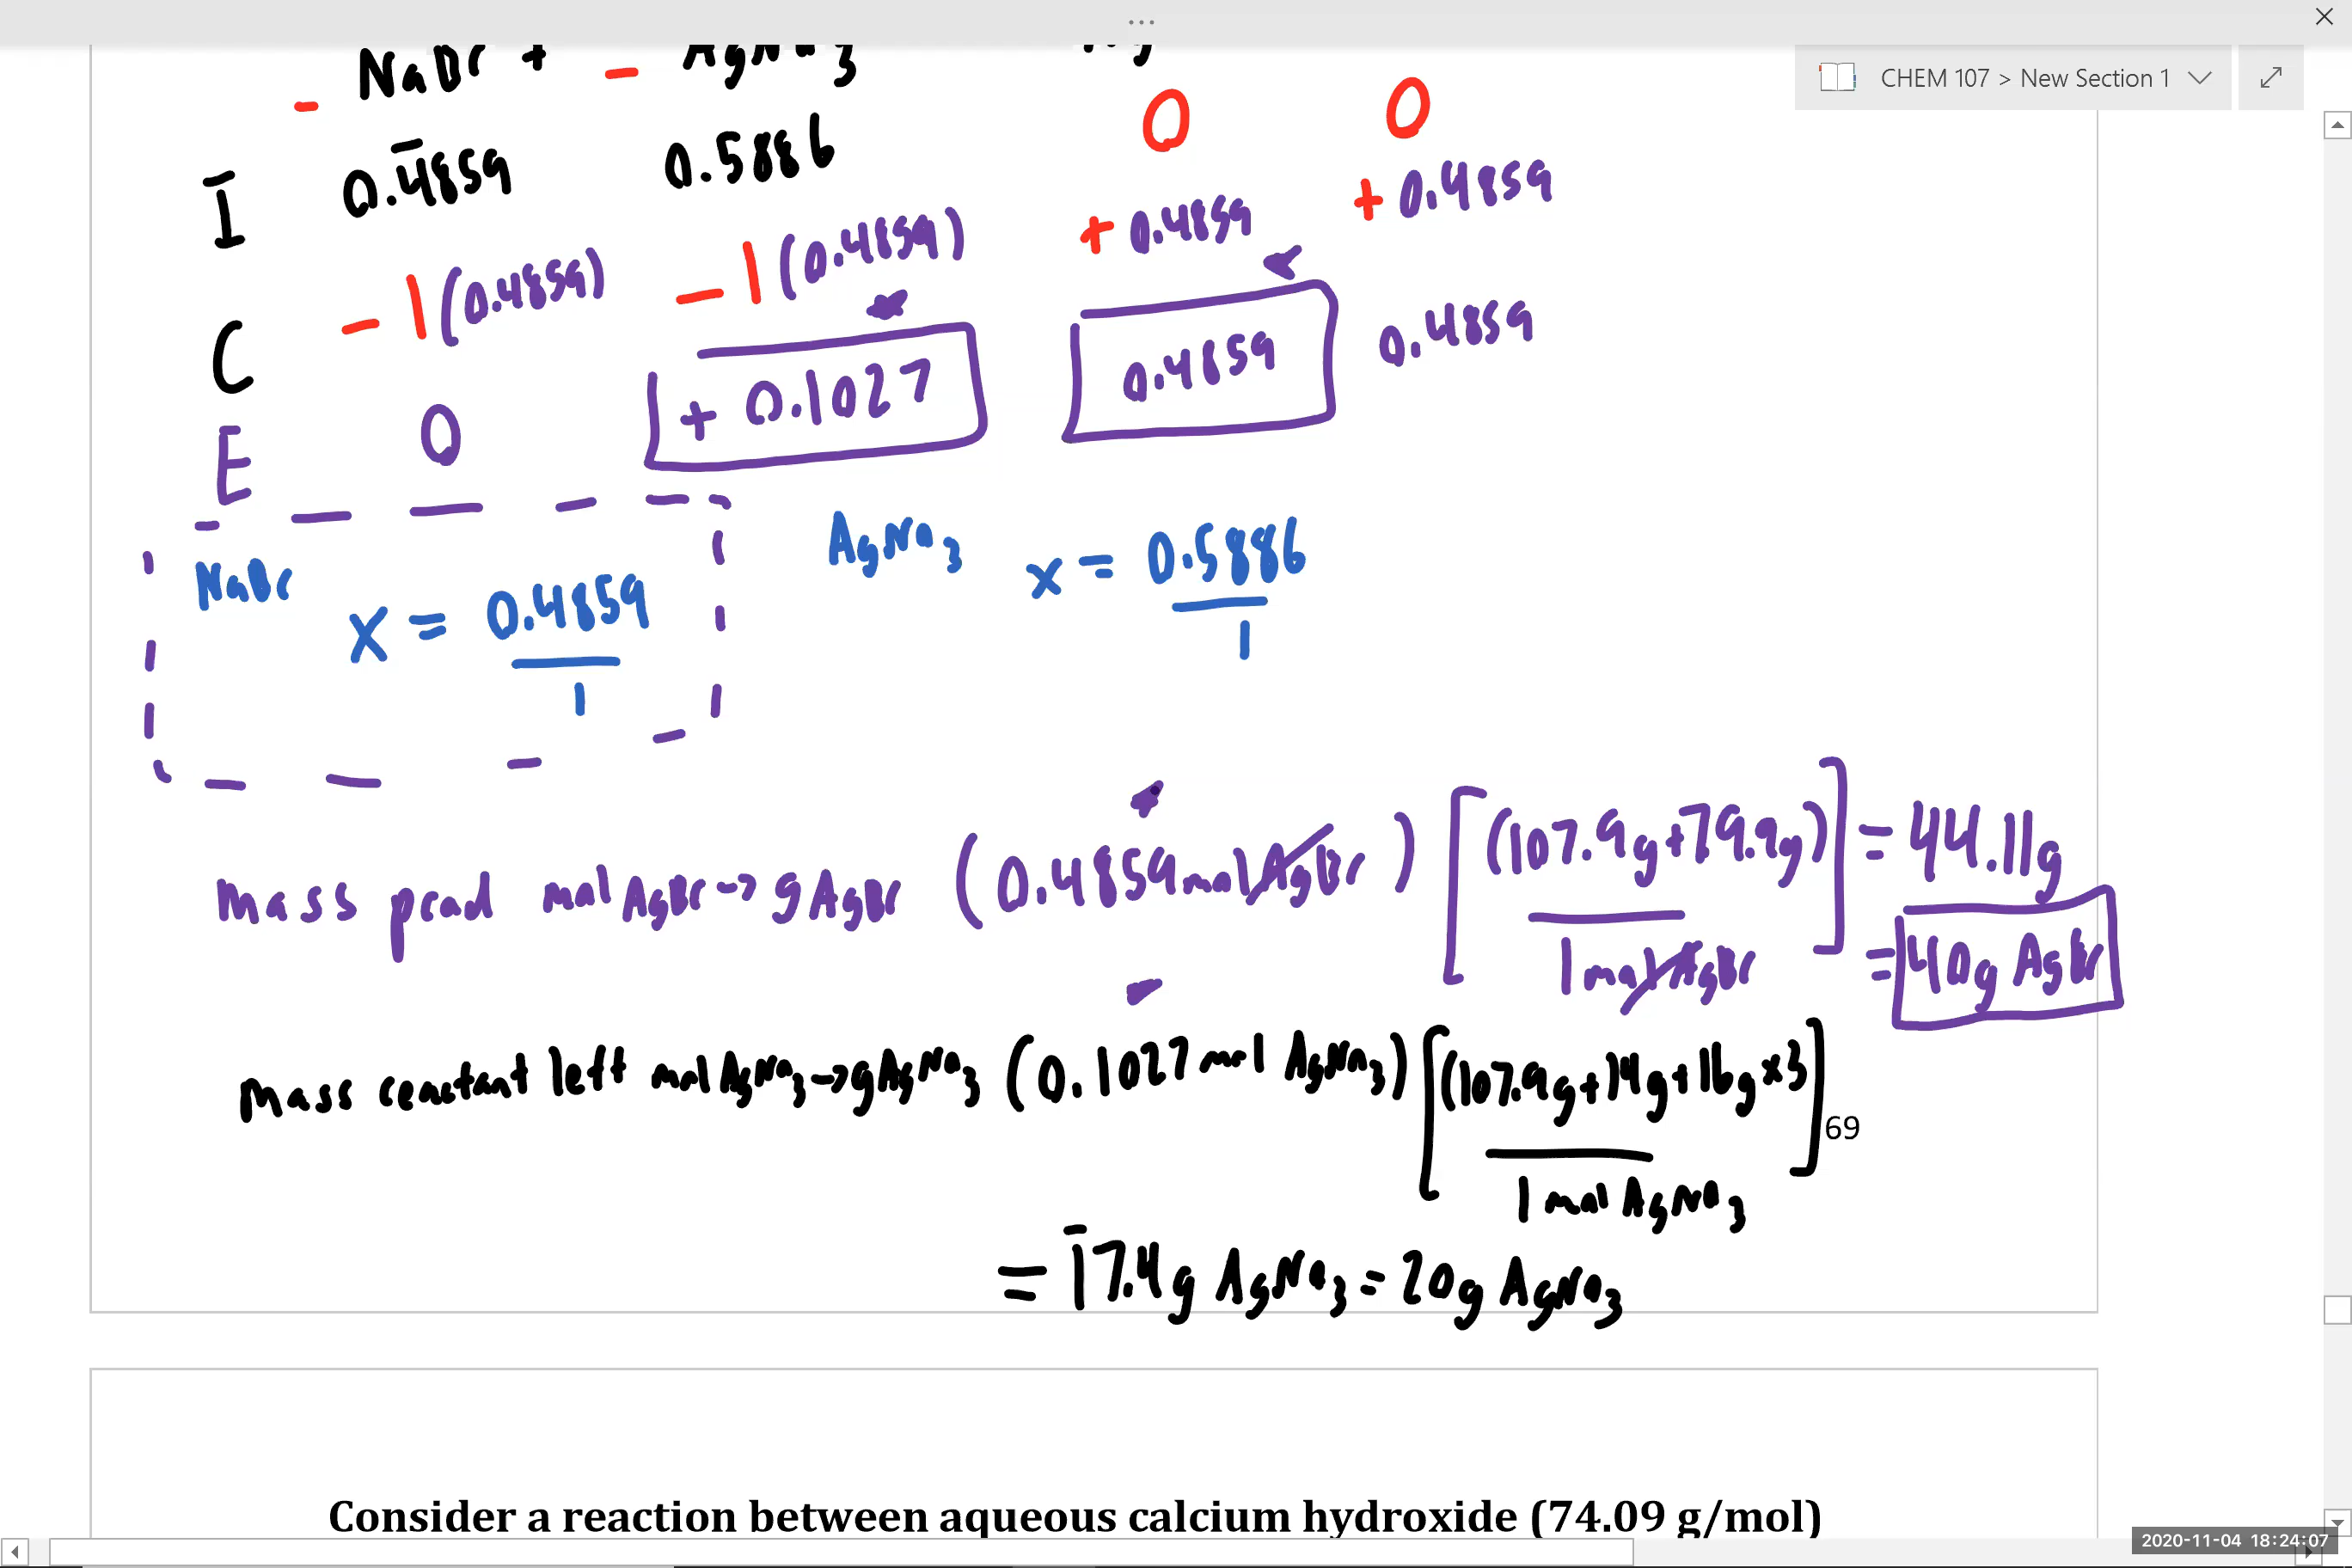 ...
CHEM 107 > New Section 1
NaBr + AgNO3
I 0.4859 0.5886 0 0
C -1(0.4859) -1(0.4859) +0.4859 +0.4859
E 0 +0.1027 0.4859 0.4859
NaBr x = 0.4859/1 AgNO3 x = 0.5886/1
mass prod mol AgBr → g AgBr (0.4859 mol AgBr) [(107.9g+79.9g)/1 mol AgBr] = 44.11g
= 40g AgBr
mass reactant left mol AgNO3 → g AgNO3 (0.1027 mol AgNO3) [(107.9g+14g+16g×3)/1 mol AgNO3]
69
= 17.4g AgNO3 = 20g AgNO3
Consider a reaction between aqueous calcium hydroxide (74.09 g/mol)
2020-11-04 18:24:07